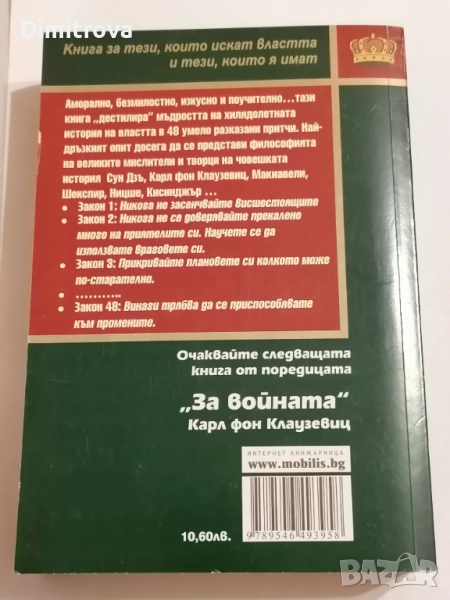 Dimitrova
Книга за тези, които искат властта
и тези, които я имат
Аморално, безмилостно, изкусно и поучително...тази
книга „дестилира" мъдростта на хилядолетната
история на властта в 48 умело разказани притчи. Най-
дръзкият опит досега да се представи философията
на великите мислители и творци на човешката
история Сун Дзъ, Карл фон Клаузевиц, Макиавели,
Шекспир, Ницше, Кисинджър ...
• Закон 1: Никога не засенчвайте висшестоящите
• Закон 2: Никога не се доверявайте прекалено
много на приятелите си. Научете се да
използвате враговете си.
• Закон 3: Прикривайте плановете си колкото може
по-старателно.
• ...........
• Закон 48: Винаги трябва да се приспособявате
към промените.
Очаквайте следващата
книга от поредицата
„За войната"
Карл фон Клаузевиц
ИНТЕРНЕТ КНИЖАРНИЦА
www.mobilis.bg
10,60лв.
9789546493958
BAZAR